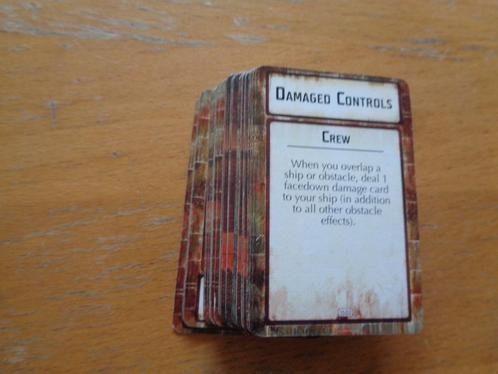 DAMAGED CONTROLS
CREW
When you overlap a
ship or obstacle, deal 1
facedown damage card
to your ship (in addition
to all other obstacle
effects).